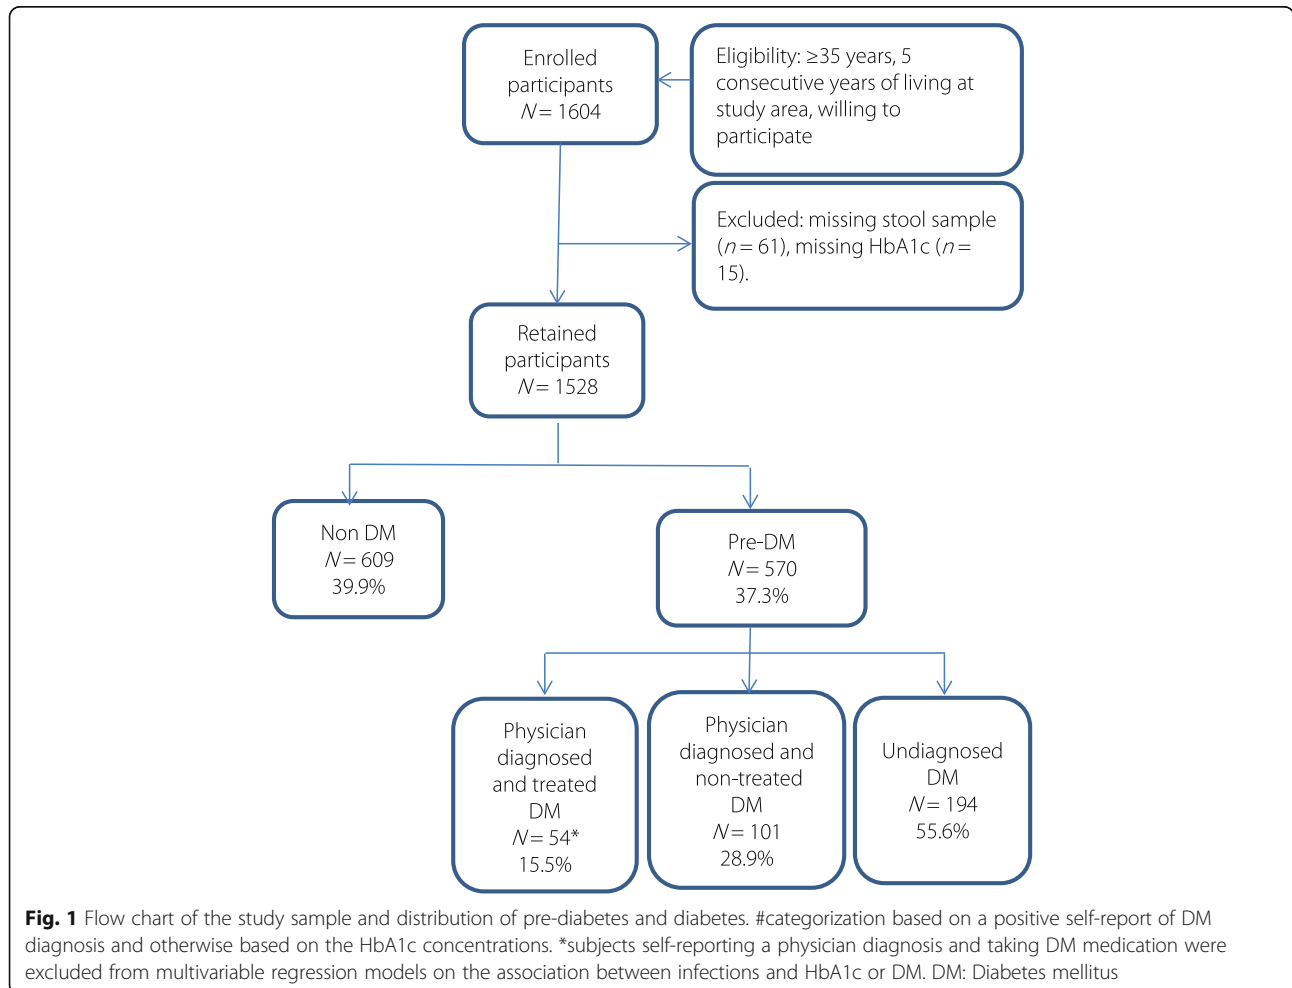 Enrolled
participants
N = 1604
Eligibility: ≥35 years, 5
consecutive years of living at
study area, willing to
participate
Excluded: missing stool sample
(n = 61), missing HbA1c (n =
15).
Retained
participants
N = 1528
Non DM
N = 609
39.9%
Pre-DM
N = 570
37.3%
Physician
diagnosed
and treated
DM
N = 54*
15.5%
Physician
diagnosed and
non-treated
DM
N = 101
28.9%
Undiagnosed
DM
N = 194
55.6%
Fig. 1 Flow chart of the study sample and distribution of pre-diabetes and diabetes. #categorization based on a positive self-report of DM
diagnosis and otherwise based on the HbA1c concentrations. *subjects self-reporting a physician diagnosis and taking DM medication were
excluded from multivariable regression models on the association between infections and HbA1c or DM. DM: Diabetes mellitus